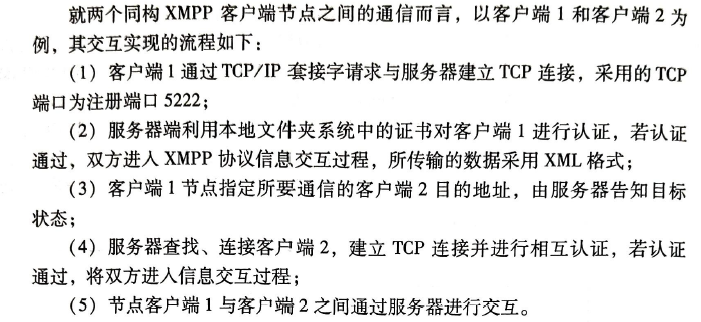 就两个同构 XMPP 客户端节点之间的通信而言，以客户端 1 和客户端 2 为
例，其交互实现的流程如下：
（1）客户端 1 通过 TCP/IP 套接字请求与服务器建立 TCP 连接，采用的 TCP
端口为注册端口 5222；
（2）服务器端利用本地文件夹系统中的证书对客户端 1 进行认证，若认证
通过，双方进入 XMPP 协议信息交互过程，所传输的数据采用 XML 格式；
（3）客户端 1 节点指定所要通信的客户端 2 目的地址，由服务器告知目标
状态；
（4）服务器查找、连接客户端 2，建立 TCP 连接并进行相互认证，若认证
通过，将双方进入信息交互过程；
（5）节点客户端 1 与客户端 2 之间通过服务器进行交互。